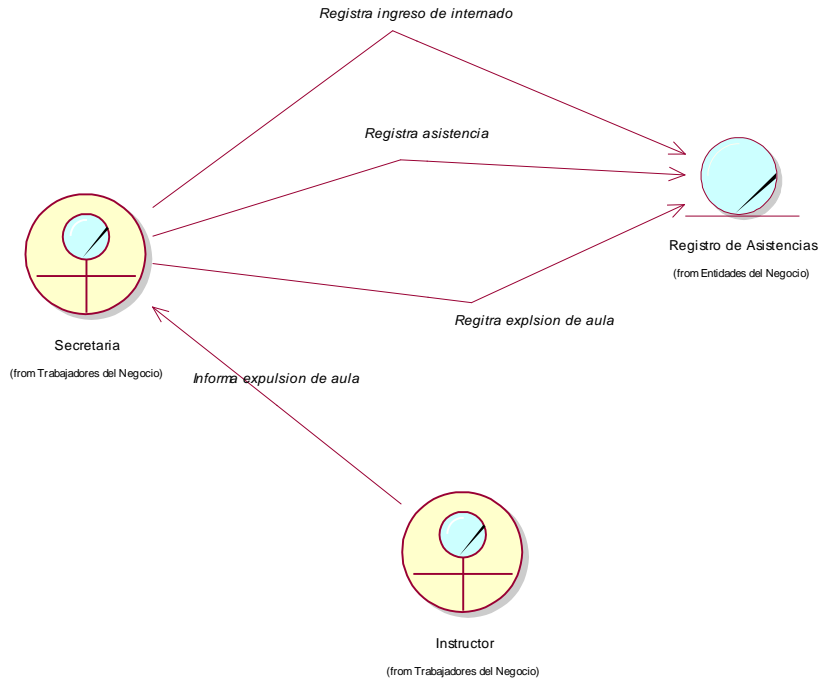 Registra ingreso de internado
Registra asistencia
Registro de Asistencias
(from Entidades del Negocio)
Regitra explsion de aula
Secretaria
(from Trabajadores del Negocio)
Informa expulsion de aula
Instructor
(from Trabajadores del Negocio)